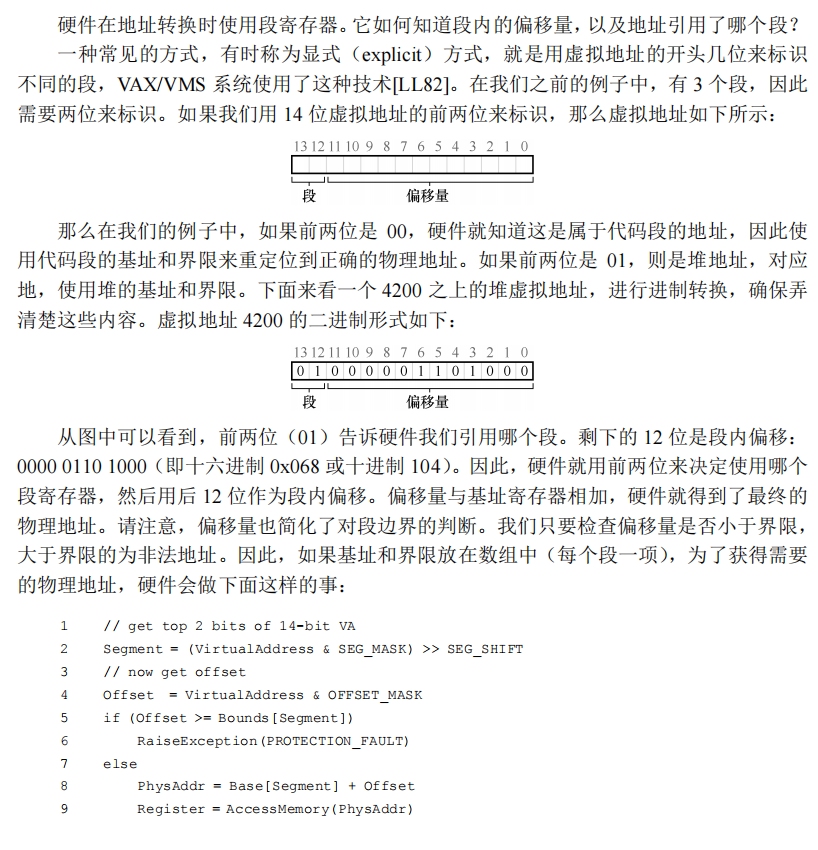 硬件在地址转换时使用段寄存器。它如何知道段内的偏移量，以及地址引用了哪个段？
一种常见的方式，有时称为显式（explicit）方式，就是用虚拟地址的开头几位来标识
不同的段，VAX/VMS 系统使用了这种技术[LL82]。在我们之前的例子中，有 3 个段，因此
需要两位来标识。如果我们用 14 位虚拟地址的前两位来标识，那么虚拟地址如下所示：
13 12 11 10 9 8 7 6 5 4 3 2 1 0
段 偏移量
那么在我们的例子中，如果前两位是 00，硬件就知道这是属于代码段的地址，因此使
用代码段的基址和界限来重定位到正确的物理地址。如果前两位是 01，则是堆地址，对应
地，使用堆的基址和界限。下面来看一个 4200 之上的堆虚拟地址，进行进制转换，确保弄
清楚这些内容。虚拟地址 4200 的二进制形式如下：
13 12 11 10 9 8 7 6 5 4 3 2 1 0
0 1 0 0 0 0 0 1 1 0 1 0 0 0
段 偏移量
从图中可以看到，前两位（01）告诉硬件我们引用哪个段。剩下的 12 位是段内偏移：
0000 0110 1000（即十六进制 0x068 或十进制 104）。因此，硬件就用前两位来决定使用哪个
段寄存器，然后用后 12 位作为段内偏移。偏移量与基址寄存器相加，硬件就得到了最终的
物理地址。请注意，偏移量也简化了对段边界的判断。我们只要检查偏移量是否小于界限，
大于界限的为非法地址。因此，如果基址和界限放在数组中（每个段一项），为了获得需要
的物理地址，硬件会做下面这样的事：
1 // get top 2 bits of 14-bit VA
2 Segment = (VirtualAddress & SEG_MASK) >> SEG_SHIFT
3 // now get offset
4 Offset = VirtualAddress & OFFSET_MASK
5 if (Offset >= Bounds[Segment])
6 RaiseException(PROTECTION_FAULT)
7 else
8 PhysAddr = Base[Segment] + Offset
9 Register = AccessMemory(PhysAddr)